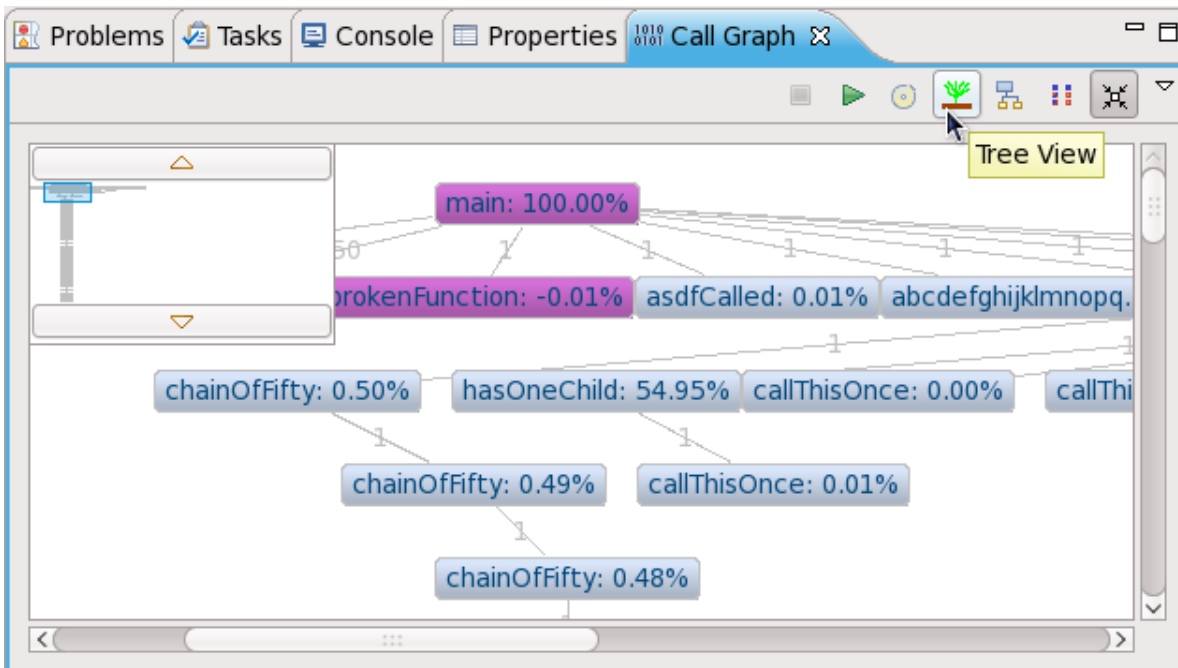 Problems Tasks Console Properties 1010 0101 Call Graph
Tree View
main: 100.00%
50 1 1 1 1 1
brokenFunction: -0.01% asdfCalled: 0.01% abcdefghijklmnopq.
1 1
chainOfFifty: 0.50% hasOneChild: 54.95% callThisOnce: 0.00% callThi
1 1
chainOfFifty: 0.49% callThisOnce: 0.01%
1
chainOfFifty: 0.48%